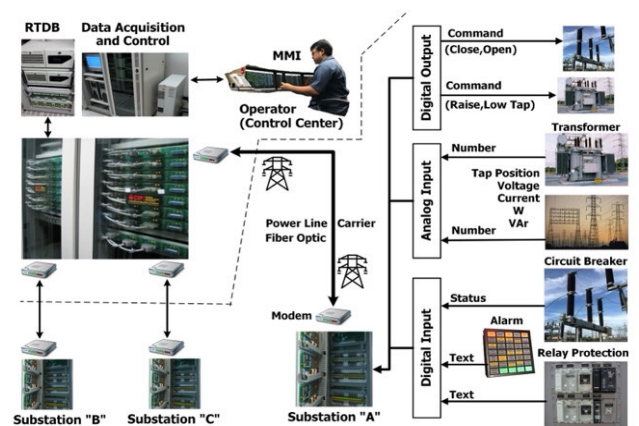 RTDB
Data Acquisition
and Control
MMI
Operator
(Control Center)
Power Line
Fiber Optic
Carrier
Modem
Substation "B"
Substation "C"
Substation "A"
Digital Output
Command
(Close,Open)
Command
(Raise,Low Tap)
Transformer
Analog Input
Number
Tap Position
Voltage
Current
W
VAr
Number
Circuit Breaker
Digital Input
Status
Alarm
Relay Protection
Text
Text